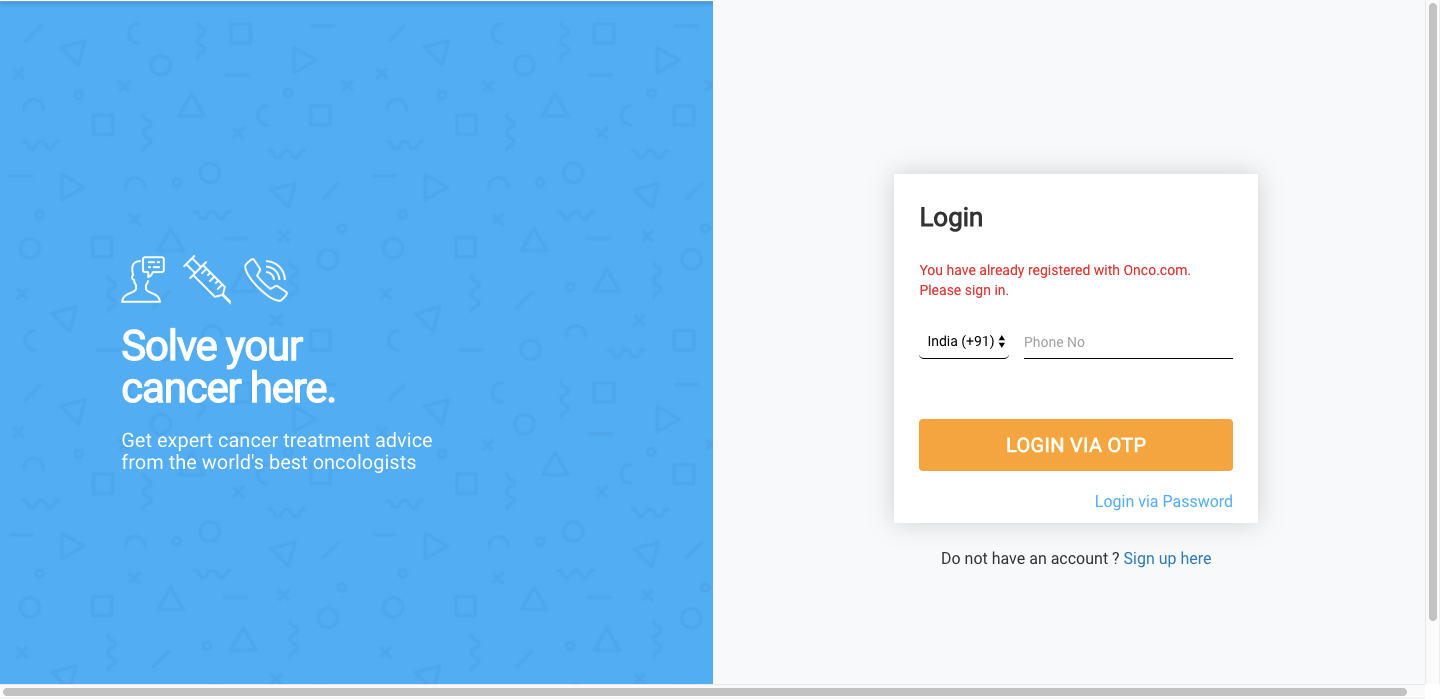 Solve your
cancer here.
Get expert cancer treatment advice
from the world's best oncologists
Login
You have already registered with Onco.com.
Please sign in.
India (+91)
Phone No
LOGIN VIA OTP
Login via Password
Do not have an account ? Sign up here